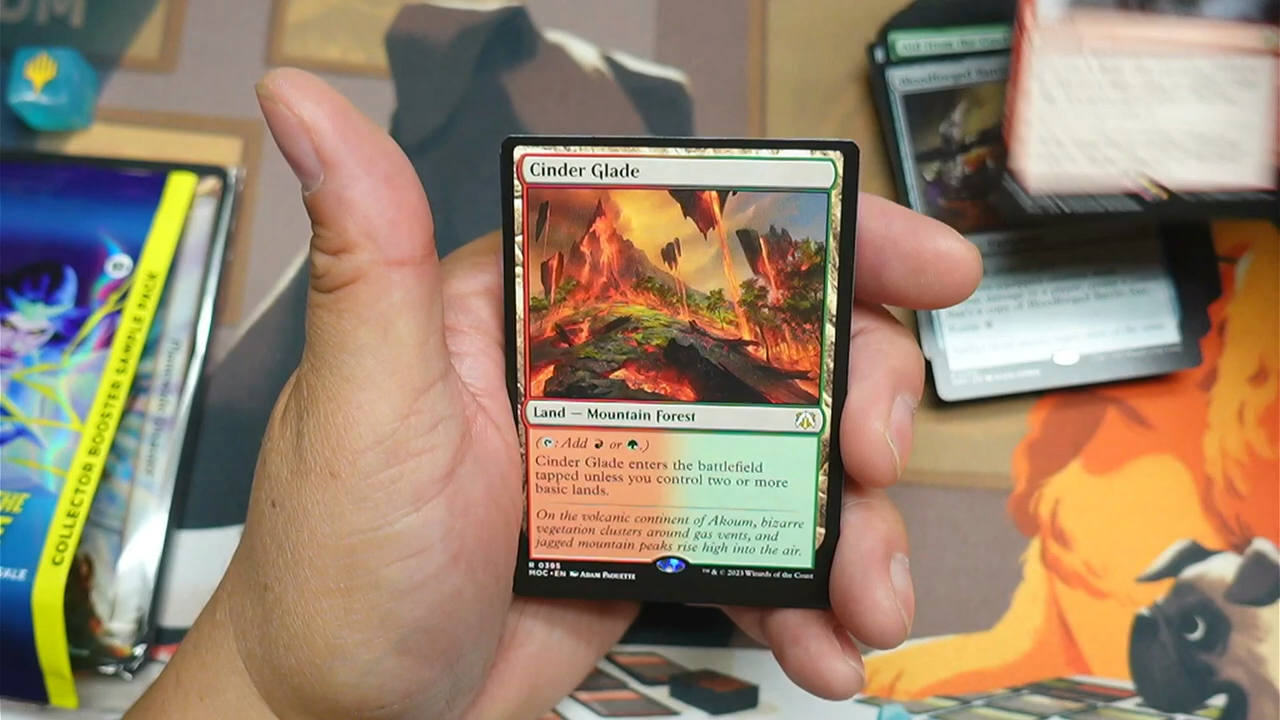 Cinder Glade
Land — Mountain Forest
( : Add or .)
Cinder Glade enters the battlefield
tapped unless you control two or more
basic lands.
On the volcanic continent of Akoum, bizarre
vegetation clusters around gas vents, and
jagged mountain peaks rise high into the air.
R 0395
MOC • EN Adam Paquette
™ & © 2023 Wizards of the Coast
COLLECTOR BOOSTER SAMPLE PACK
THE